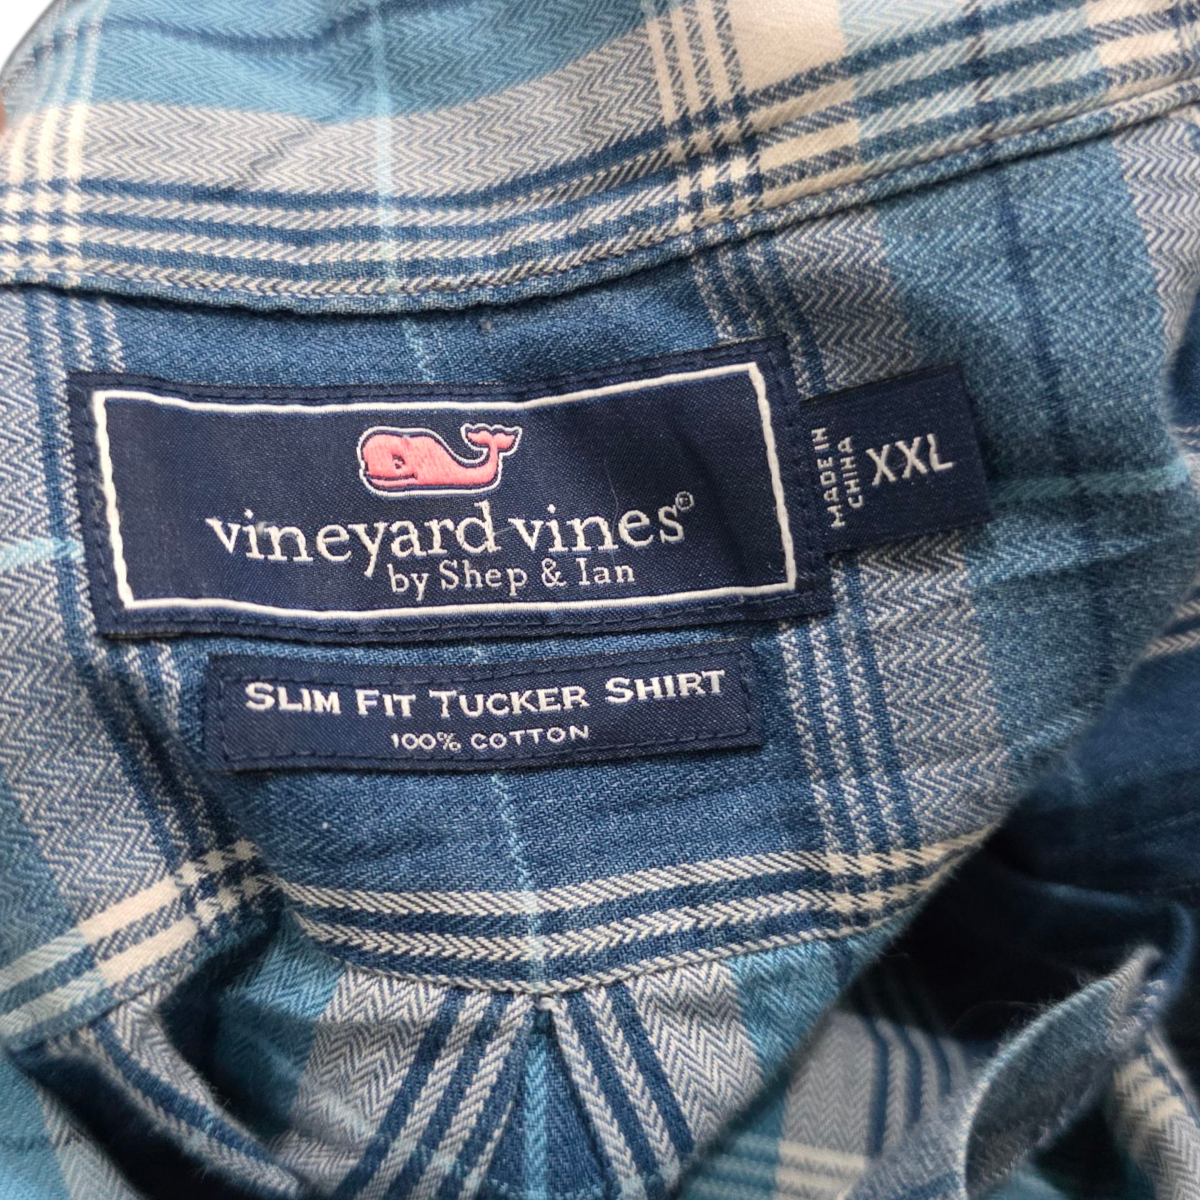 vineyard vines®
by Shep & Ian
MADE IN
CHINA
XXL
SLIM FIT TUCKER SHIRT
100% COTTON